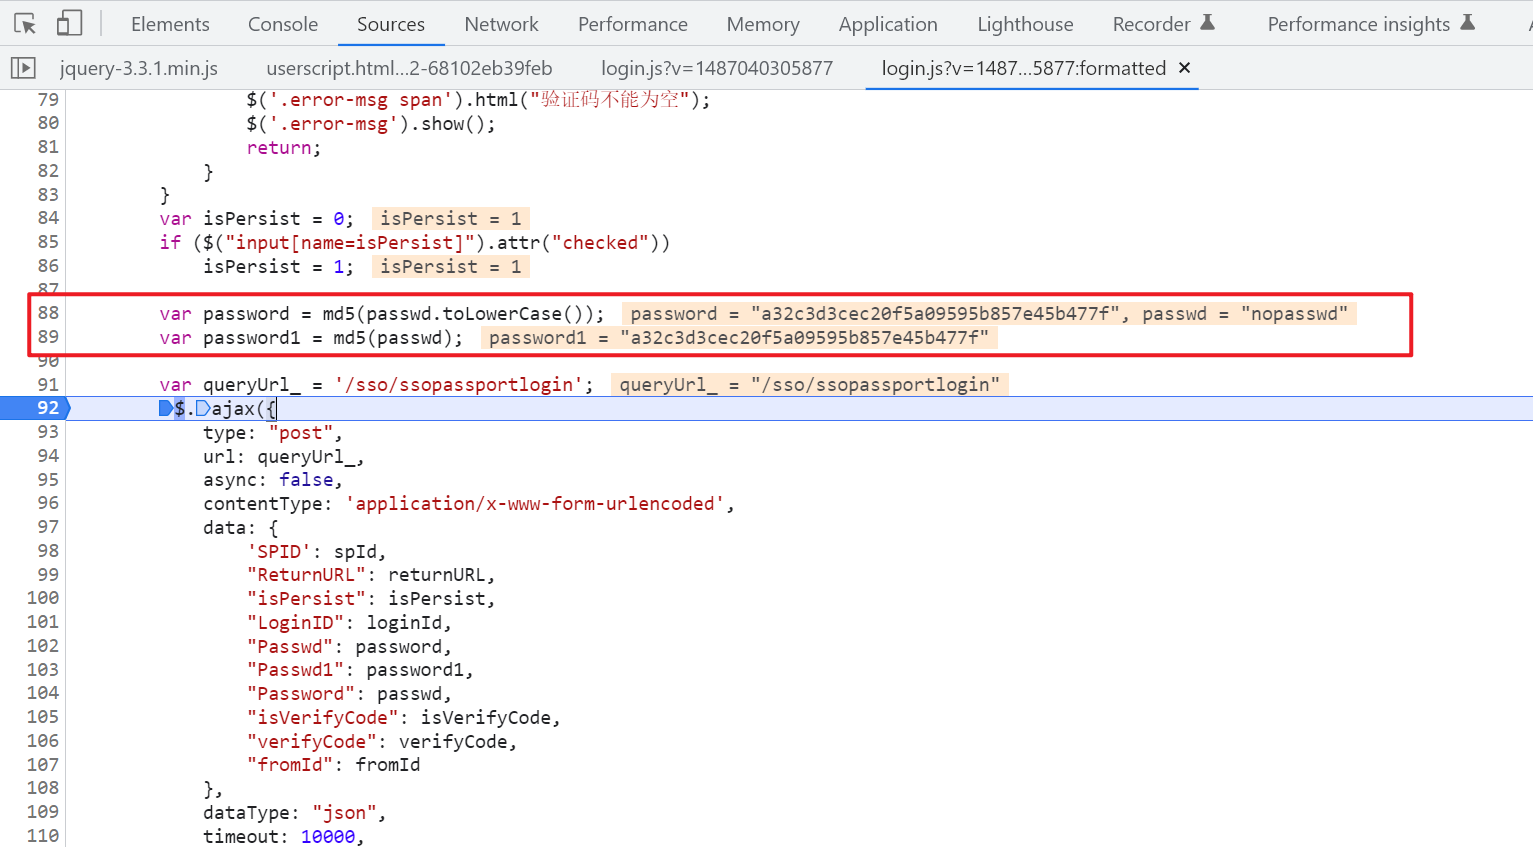 Elements Console Sources Network Performance Memory Application Lighthouse Recorder Performance insights
jquery-3.3.1.min.js userscript.html...2-68102eb39feb login.js?v=1487040305877 login.js?v=1487...5877:formatted ×
79 $('.error-msg span').html("验证码不能为空");
80 $('.error-msg').show();
81 return;
82 }
83 }
84 var isPersist = 0; isPersist = 1
85 if ($("input[name=isPersist]").attr("checked"))
86 isPersist = 1; isPersist = 1
87
88 var password = md5(passwd.toLowerCase()); password = "a32c3d3cec20f5a09595b857e45b477f", passwd = "nopasswd"
89 var password1 = md5(passwd); password1 = "a32c3d3cec20f5a09595b857e45b477f"
90
91 var queryUrl_ = '/sso/ssopassportlogin'; queryUrl_ = "/sso/ssopassportlogin"
92 $.ajax({
93 type: "post",
94 url: queryUrl_,
95 async: false,
96 contentType: 'application/x-www-form-urlencoded',
97 data: {
98 'SPID': spId,
99 "ReturnURL": returnURL,
100 "isPersist": isPersist,
101 "LoginID": loginId,
102 "Passwd": password,
103 "Passwd1": password1,
104 "Password": passwd,
105 "isVerifyCode": isVerifyCode,
106 "verifyCode": verifyCode,
107 "fromId": fromId
108 },
109 dataType: "json",
110 timeout: 10000,